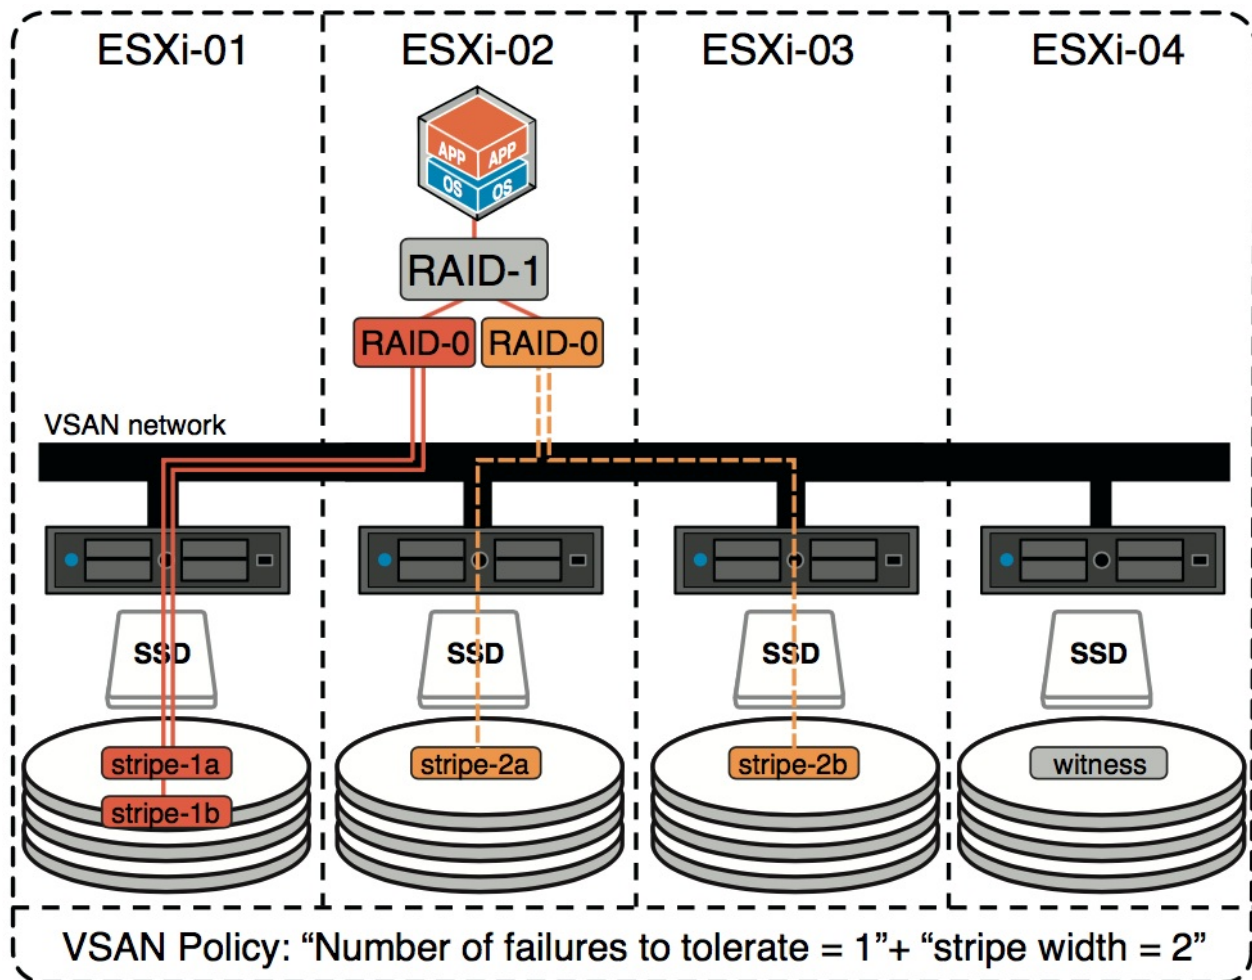 ESXi-01 ESXi-02 ESXi-03 ESXi-04
APP APP
OS OS
RAID-1
RAID-0 RAID-0
VSAN network
SSD SSD SSD SSD
stripe-1a stripe-2a stripe-2b witness
stripe-1b
VSAN Policy: “Number of failures to tolerate = 1”+ “stripe width = 2”